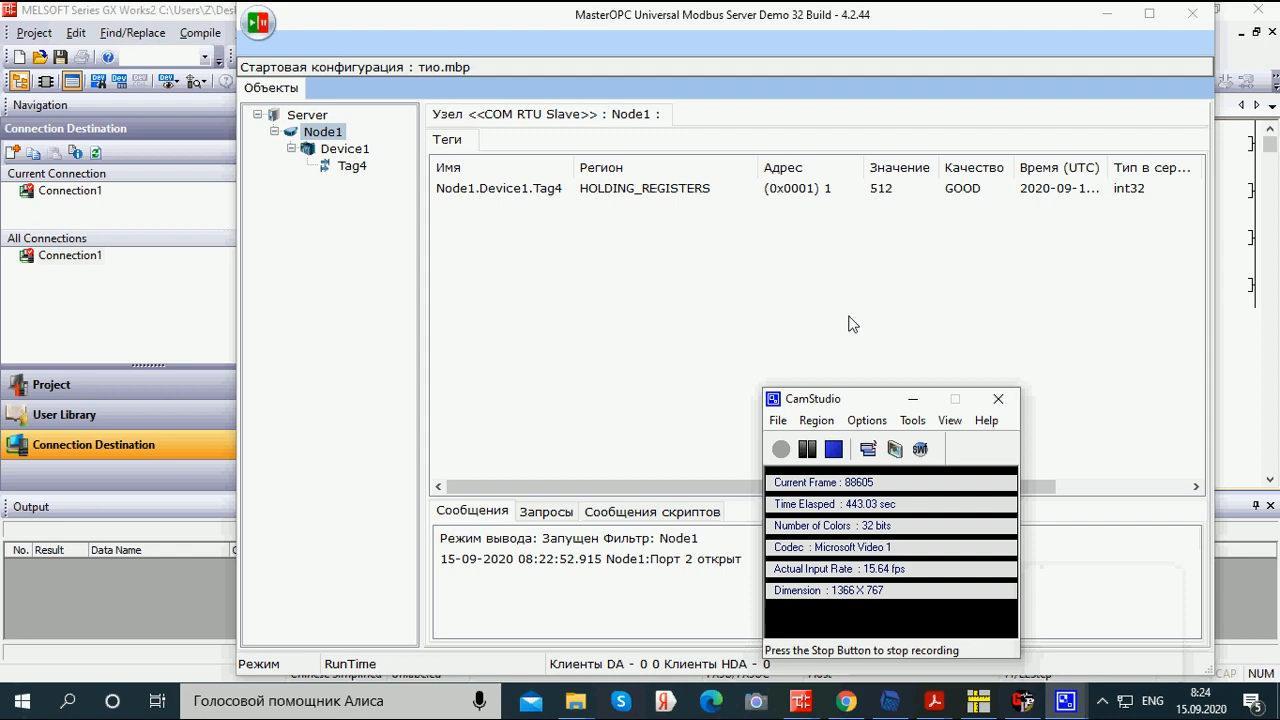 MELSOFT Series GX Works2 C:\Users\Z\Des
MasterOPC Universal Modbus Server Demo 32 Build - 4.2.44
Project Edit Find/Replace Compile
Стартовая конфигурация : тио.mbp
Объекты
Navigation
Connection Destination
Current Connection
Connection1
All Connections
Connection1
Project
User Library
Connection Destination
Output
No. Result Data Name
Server
Node1
Device1
Tag4
Узел <<COM RTU Slave>> : Node1 :
Теги
Имя Регион Адрес Значение Качество Время (UTC) Тип в сер...
Node1.Device1.Tag4 HOLDING_REGISTERS (0x0001) 1 512 GOOD 2020-09-1... int32
Сообщения Запросы Сообщения скриптов
Режим вывода: Запущен Фильтр: Node1
15-09-2020 08:22:52.915 Node1:Порт 2 открыт
CamStudio
File Region Options Tools View Help
Current Frame : 88605
Time Elasped : 443.03 sec
Number of Colors : 32 bits
Codec : Microsoft Video 1
Actual Input Rate : 15.64 fps
Dimension : 1366 X 767
Press the Stop Button to stop recording
Режим RunTime Клиенты DA - 0 0 Клиенты HDA - 0
CAP NUM
Голосовой помощник Алиса
ENG
8:24
15.09.2020
5